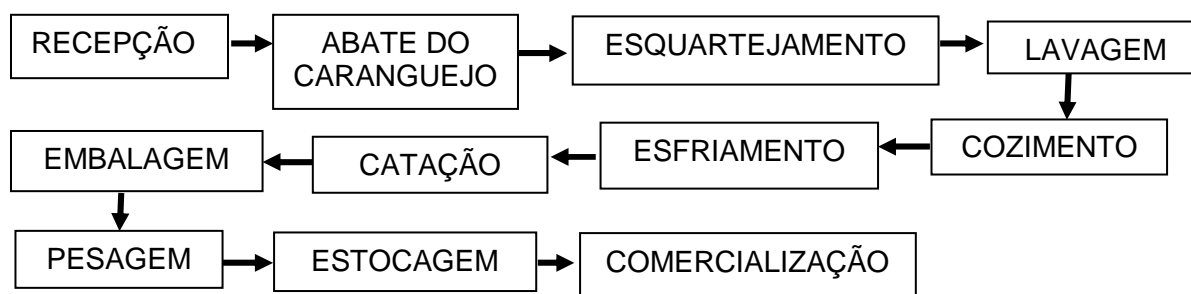 RECEPÇÃO
ABATE DO
CARANGUEJO
ESQUARTEJAMENTO
LAVAGEM
COZIMENTO
ESFRIAMENTO
CATAÇÃO
EMBALAGEM
PESAGEM
ESTOCAGEM
COMERCIALIZAÇÃO